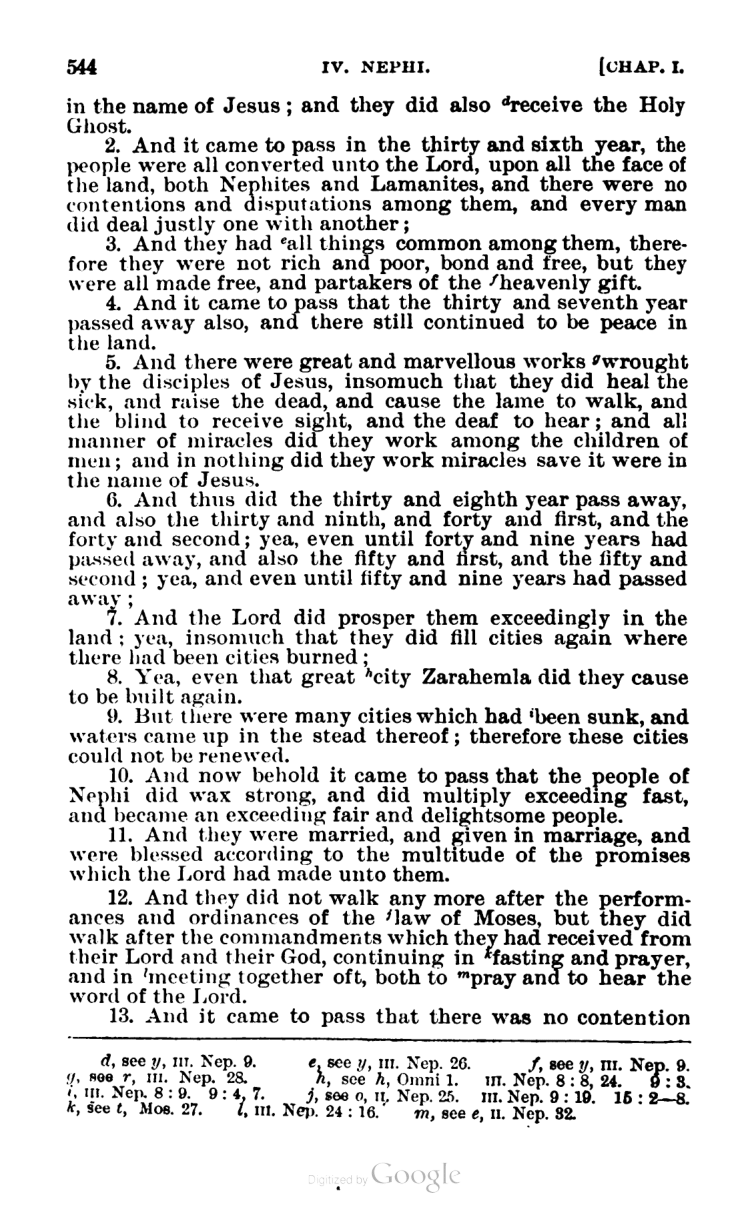 544 IV. NEPHI. [CHAP. I.
in the name of Jesus; and they did also ᵈreceive the Holy
Ghost.
2. And it came to pass in the thirty and sixth year, the
people were all converted unto the Lord, upon all the face of
the land, both Nephites and Lamanites, and there were no
contentions and disputations among them, and every man
did deal justly one with another;
3. And they had ᵉall things common among them, there-
fore they were not rich and poor, bond and free, but they
were all made free, and partakers of the ᶠheavenly gift.
4. And it came to pass that the thirty and seventh year
passed away also, and there still continued to be peace in
the land.
5. And there were great and marvellous works ᵍwrought
by the disciples of Jesus, insomuch that they did heal the
sick, and raise the dead, and cause the lame to walk, and
the blind to receive sight, and the deaf to hear; and all
manner of miracles did they work among the children of
men; and in nothing did they work miracles save it were in
the name of Jesus.
6. And thus did the thirty and eighth year pass away,
and also the thirty and ninth, and forty and first, and the
forty and second; yea, even until forty and nine years had
passed away, and also the fifty and first, and the fifty and
second; yea, and even until fifty and nine years had passed
away;
7. And the Lord did prosper them exceedingly in the
land; yea, insomuch that they did fill cities again where
there had been cities burned;
8. Yea, even that great ʰcity Zarahemla did they cause
to be built again.
9. But there were many cities which had ⁱbeen sunk, and
waters came up in the stead thereof; therefore these cities
could not be renewed.
10. And now behold it came to pass that the people of
Nephi did wax strong, and did multiply exceeding fast,
and became an exceeding fair and delightsome people.
11. And they were married, and given in marriage, and
were blessed according to the multitude of the promises
which the Lord had made unto them.
12. And they did not walk any more after the perform-
ances and ordinances of the ʲlaw of Moses, but they did
walk after the commandments which they had received from
their Lord and their God, continuing in ᵏfasting and prayer,
and in ˡmeeting together oft, both to ᵐpray and to hear the
word of the Lord.
13. And it came to pass that there was no contention
d, see y, III. Nep. 9. e, see y, III. Nep. 26. f, see y, III. Nep. 9.
g, see r, III. Nep. 28. h, see h, Omni 1. III. Nep. 8:8, 24. 9:3.
i, III. Nep. 8:9. 9:4, 7. j, see o, II. Nep. 25. III. Nep. 9:19. 15:2—8.
k, see t, Mos. 27. l, III. Nep. 24:16. m, see e, II. Nep. 32.
Digitized by Google